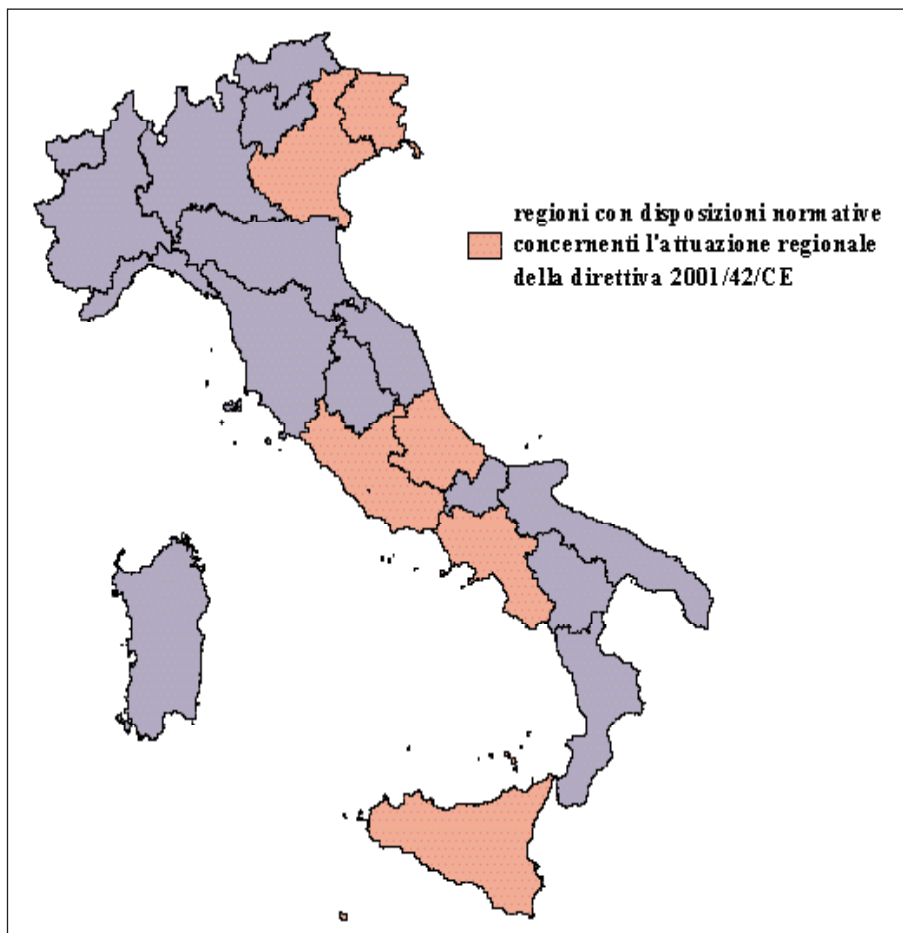 regioni con disposizioni normative
concernenti l'attuazione regionale
della direttiva 2001/42/CE